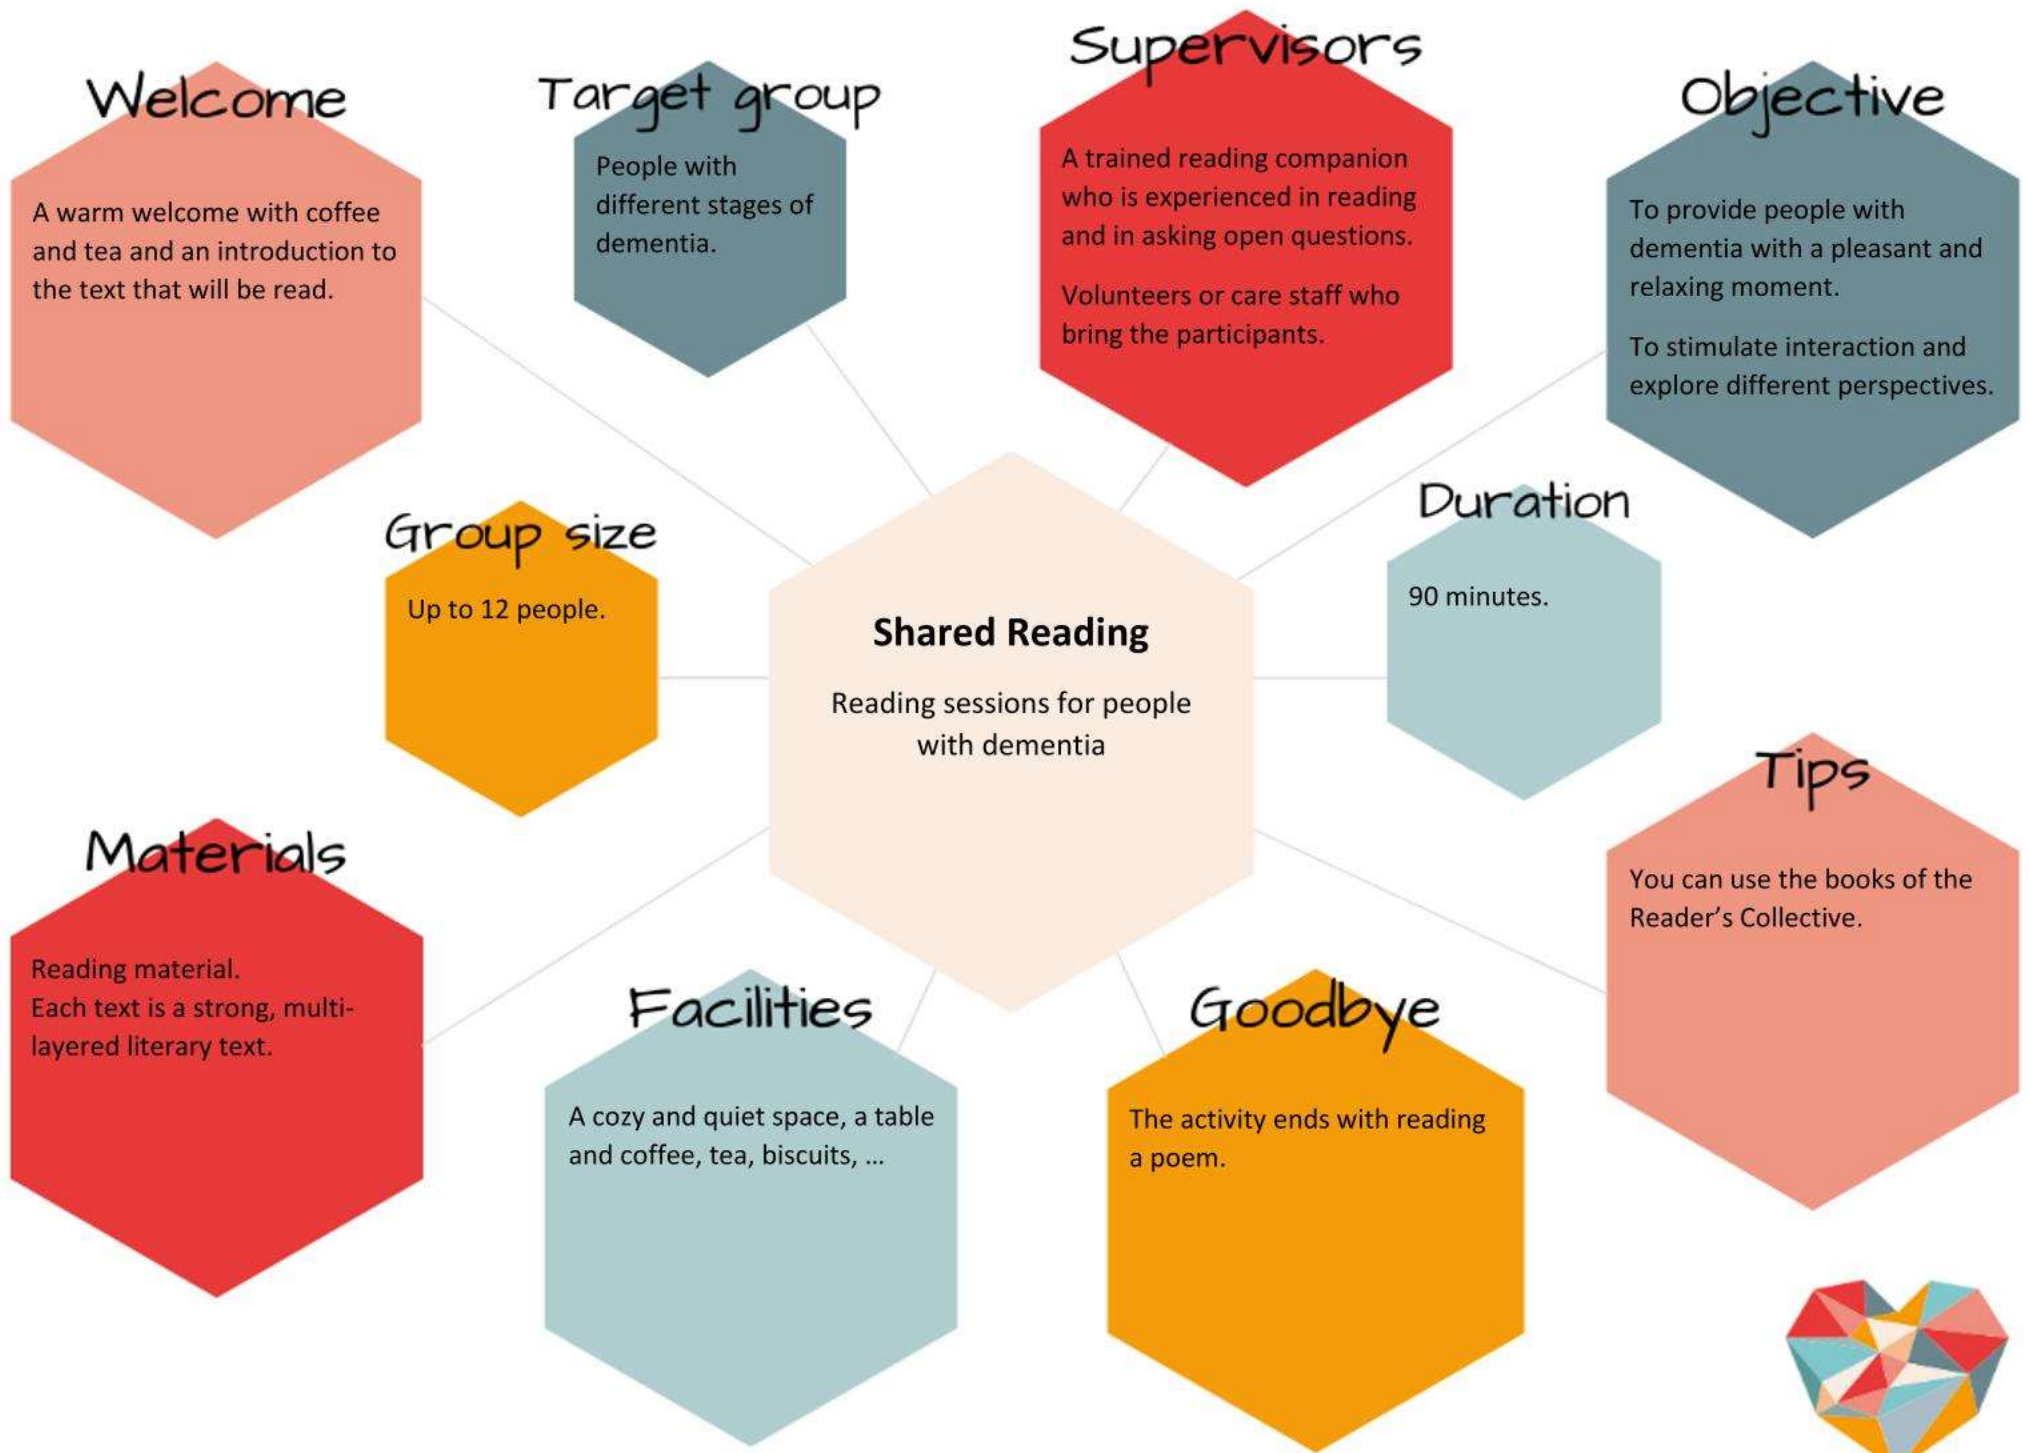 Welcome
A warm welcome with coffee
and tea and an introduction to
the text that will be read.
Target group
People with
different stages of
dementia.
Supervisors
A trained reading companion
who is experienced in reading
and in asking open questions.
Volunteers or care staff who
bring the participants.
Objective
To provide people with
dementia with a pleasant and
relaxing moment.
To stimulate interaction and
explore different perspectives.
Group size
Up to 12 people.
Shared Reading
Reading sessions for people
with dementia
Duration
90 minutes.
Materials
Reading material.
Each text is a strong, multi-
layered literary text.
Facilities
A cozy and quiet space, a table
and coffee, tea, biscuits, ...
Goodbye
The activity ends with reading
a poem.
Tips
You can use the books of the
Reader’s Collective.